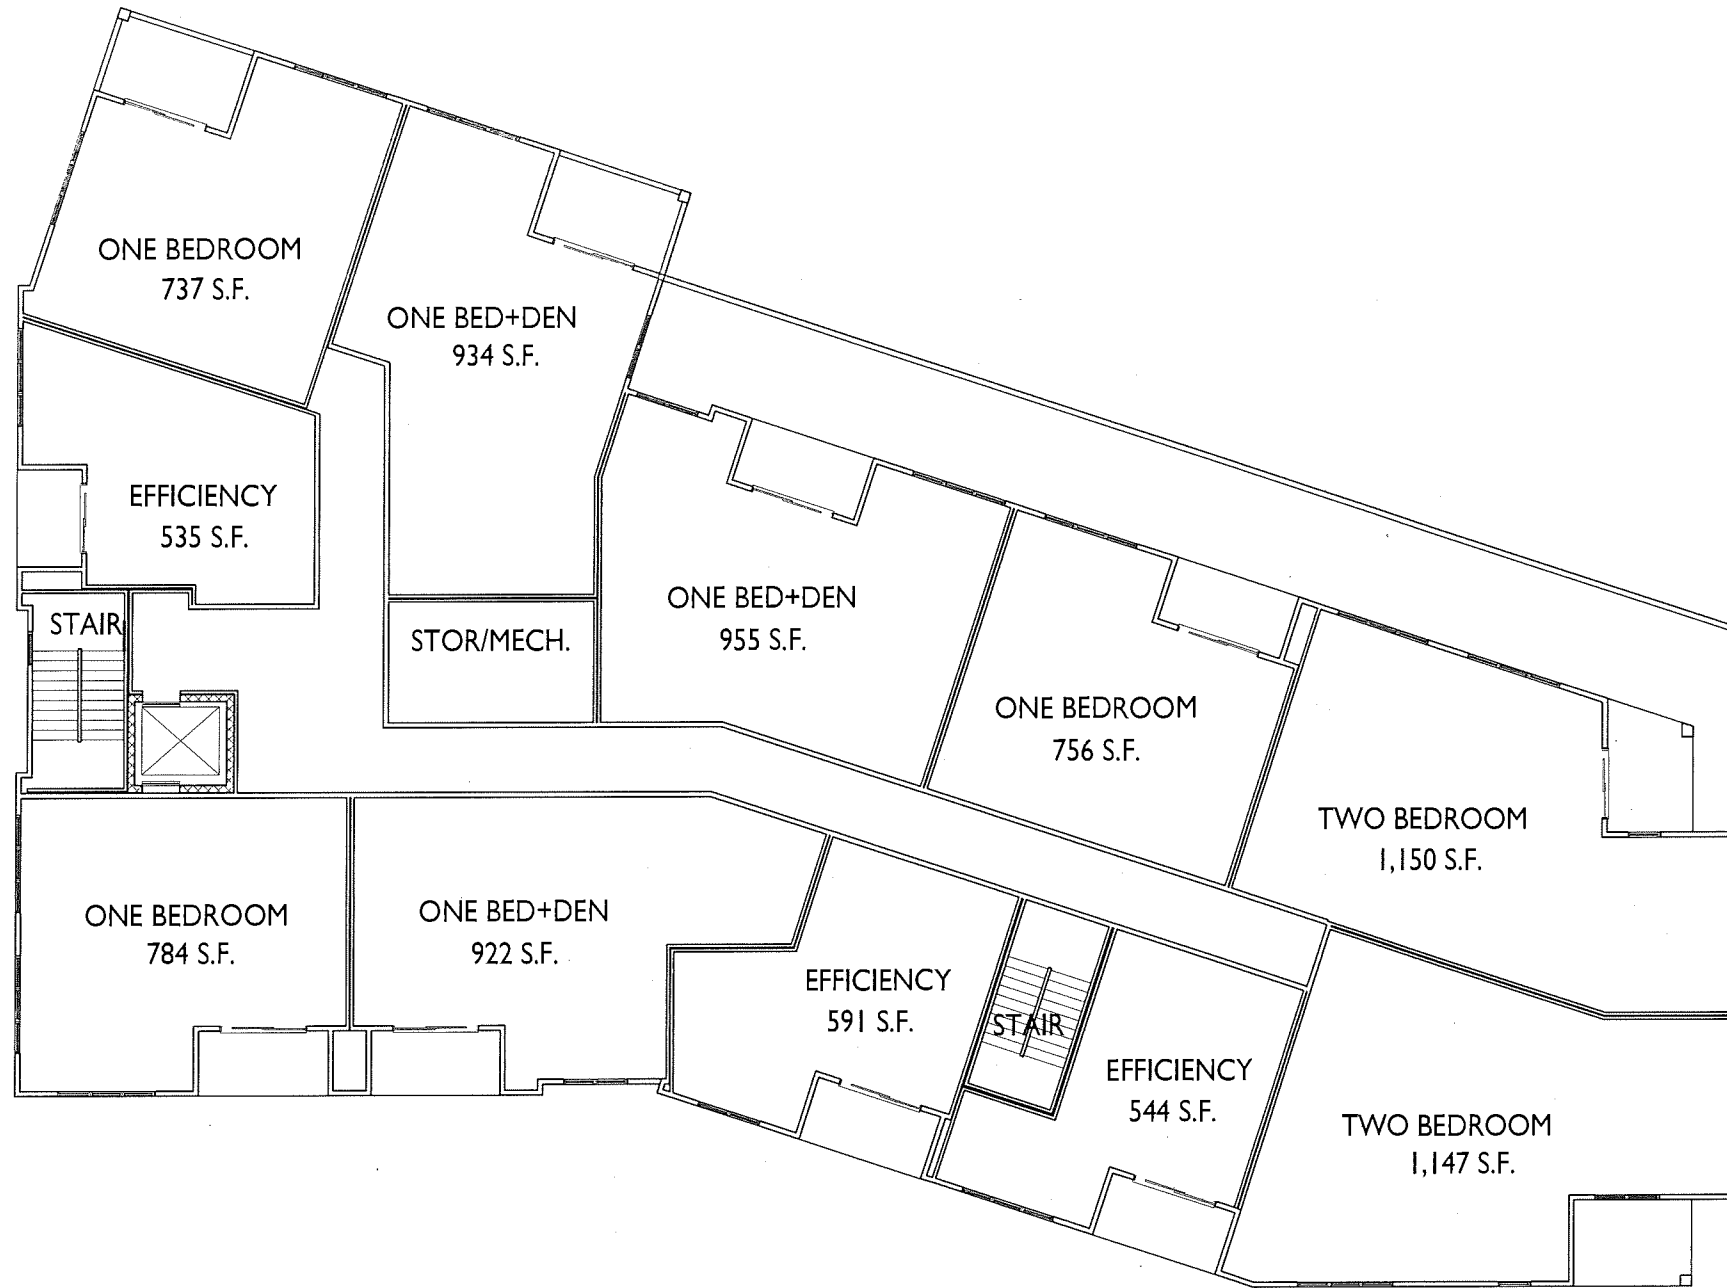 ONE BEDROOM
737 S.F.
ONE BED+DEN
934 S.F.
EFFICIENCY
535 S.F.
STAIR
STOR/MECH.
ONE BED+DEN
955 S.F.
ONE BEDROOM
756 S.F.
TWO BEDROOM
1,150 S.F.
ONE BEDROOM
784 S.F.
ONE BED+DEN
922 S.F.
EFFICIENCY
591 S.F.
STAIR
EFFICIENCY
544 S.F.
TWO BEDROOM
1,147 S.F.